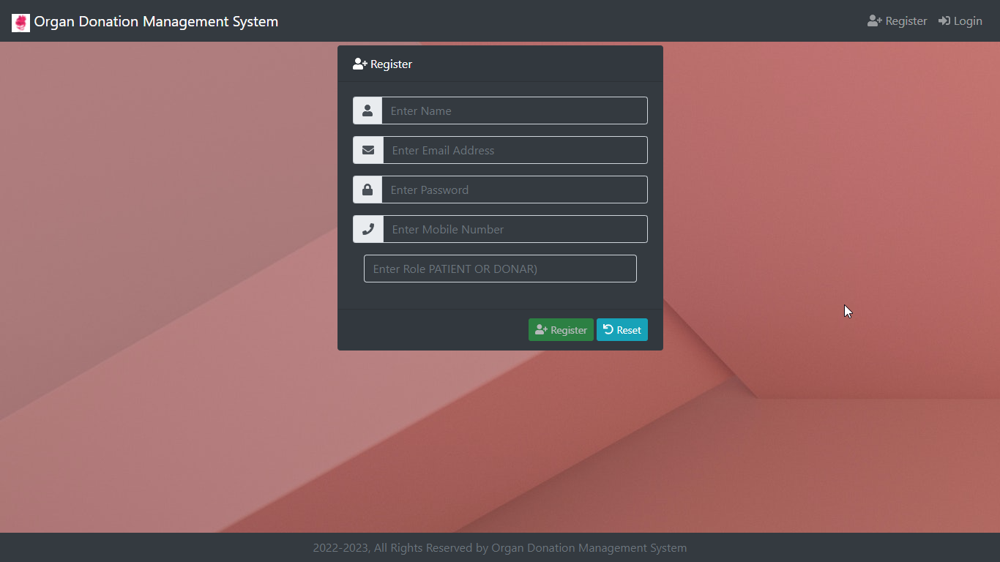 Organ Donation Management System
Register
Login
Register
Enter Name
Enter Email Address
Enter Password
Enter Mobile Number
Enter Role PATIENT OR DONAR)
Register
Reset
2022-2023, All Rights Reserved by Organ Donation Management System